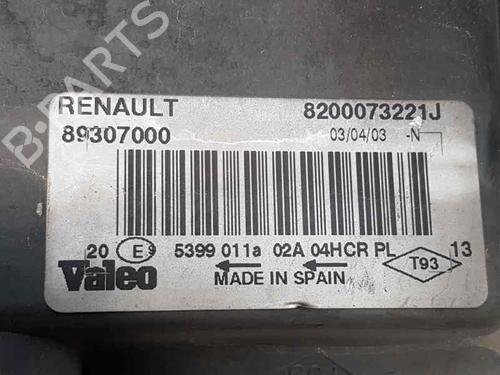 B-PARTS
RENAULT 8200073221J
89307000 03/04/03 -N
20 E9 5399 011a 02A 04HCR PL T93 13
Valeo MADE IN SPAIN